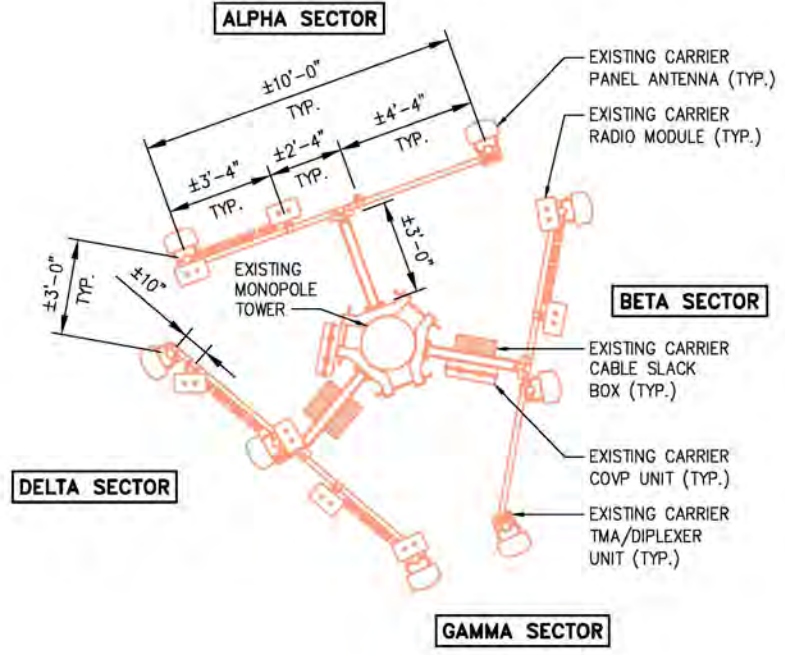 ALPHA SECTOR
±10'-0"
TYP.
±4'-4"
TYP.
±2'-4"
TYP.
±3'-4"
TYP.
EXISTING CARRIER
PANEL ANTENNA (TYP.)
EXISTING CARRIER
RADIO MODULE (TYP.)
±3'-0"
±3'-0"
TYP.
±10"
EXISTING
MONOPOLE
TOWER
BETA SECTOR
EXISTING CARRIER
CABLE SLACK
BOX (TYP.)
EXISTING CARRIER
COVP UNIT (TYP.)
EXISTING CARRIER
TMA/DIPLEXER
UNIT (TYP.)
DELTA SECTOR
GAMMA SECTOR